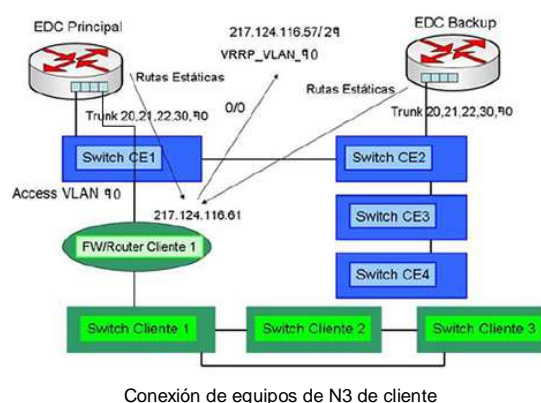 EDC Principal
217.124.116.57/29
VRRP_VLAN_90
EDC Backup
Rutas Estáticas
Rutas Estáticas
0/0
Trunk 20,21,22,30,90
Trunk 20,21,22,30,90
Switch CE1
Switch CE2
Access VLAN 90
217.124.116.61
Switch CE3
FW/Router Cliente 1
Switch CE4
Switch Cliente 1
Switch Cliente 2
Switch Cliente 3
Conexión de equipos de N3 de cliente